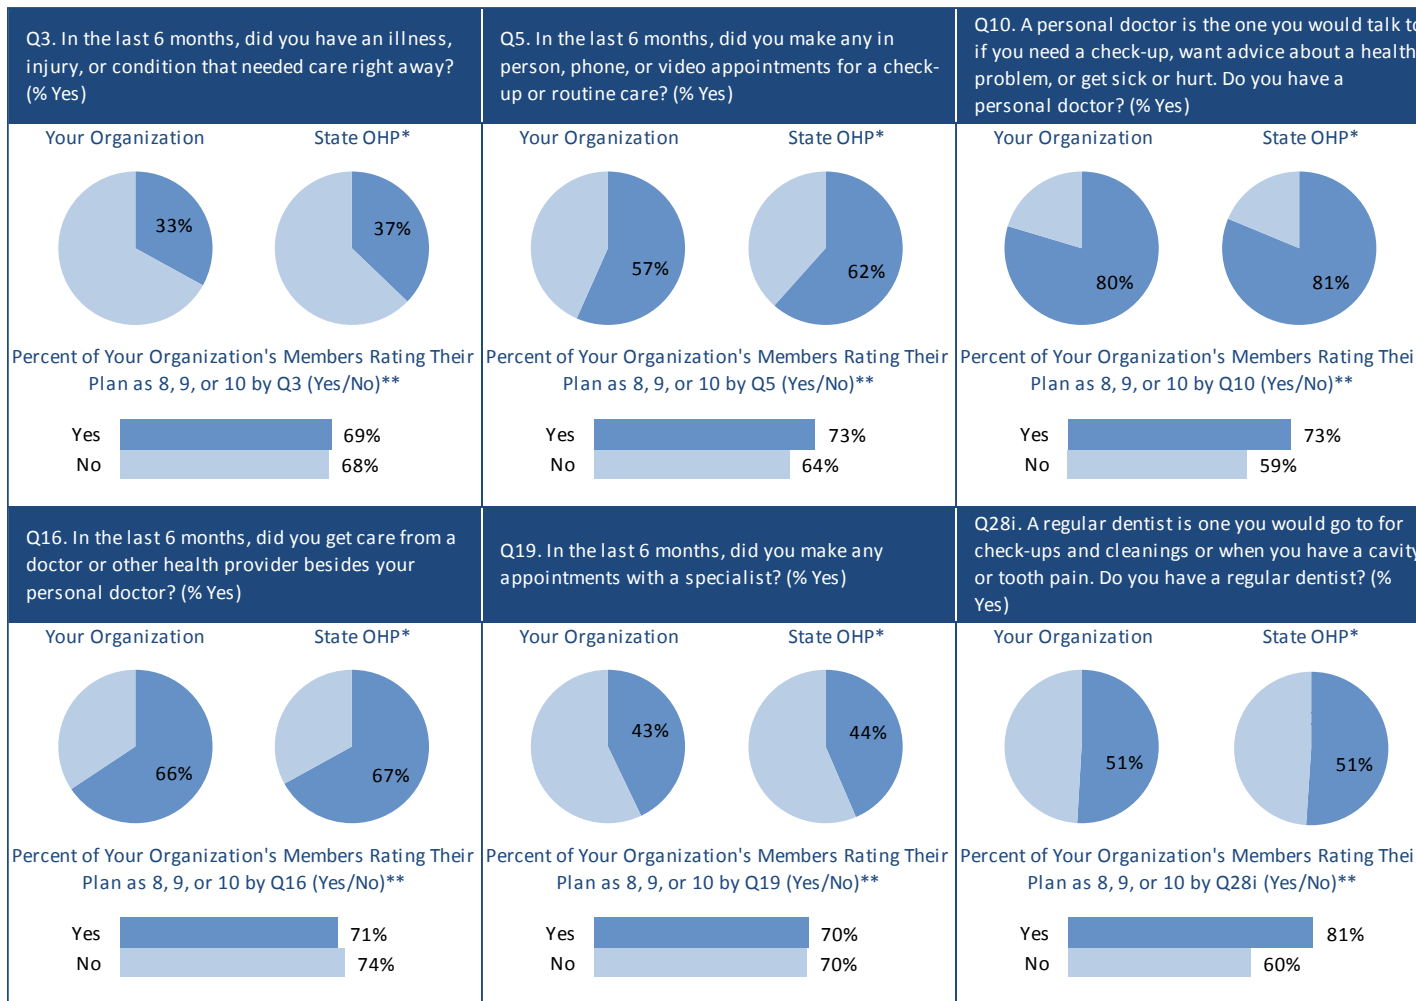 Q3. In the last 6 months, did you have an illness,
injury, or condition that needed care right away?
(% Yes)
Q5. In the last 6 months, did you make any in
person, phone, or video appointments for a check-
up or routine care? (% Yes)
Q10. A personal doctor is the one you would talk to
if you need a check-up, want advice about a health
problem, or get sick or hurt. Do you have a
personal doctor? (% Yes)
Your Organization State OHP*
33% 37%
Your Organization State OHP*
57% 62%
Your Organization State OHP*
80% 81%
Percent of Your Organization's Members Rating Their
Plan as 8, 9, or 10 by Q3 (Yes/No)**
Yes 69%
No 68%
Percent of Your Organization's Members Rating Their
Plan as 8, 9, or 10 by Q5 (Yes/No)**
Yes 73%
No 64%
Percent of Your Organization's Members Rating Thei
Plan as 8, 9, or 10 by Q10 (Yes/No)**
Yes 73%
No 59%
Q16. In the last 6 months, did you get care from a
doctor or other health provider besides your
personal doctor? (% Yes)
Q19. In the last 6 months, did you make any
appointments with a specialist? (% Yes)
Q28i. A regular dentist is one you would go to for
check-ups and cleanings or when you have a cavity
or tooth pain. Do you have a regular dentist? (%
Yes)
Your Organization State OHP*
66% 67%
Your Organization State OHP*
43% 44%
Your Organization State OHP*
51% 51%
Percent of Your Organization's Members Rating Their
Plan as 8, 9, or 10 by Q16 (Yes/No)**
Yes 71%
No 74%
Percent of Your Organization's Members Rating Their
Plan as 8, 9, or 10 by Q19 (Yes/No)**
Yes 70%
No 70%
Percent of Your Organization's Members Rating Thei
Plan as 8, 9, or 10 by Q28i (Yes/No)**
Yes 81%
No 60%